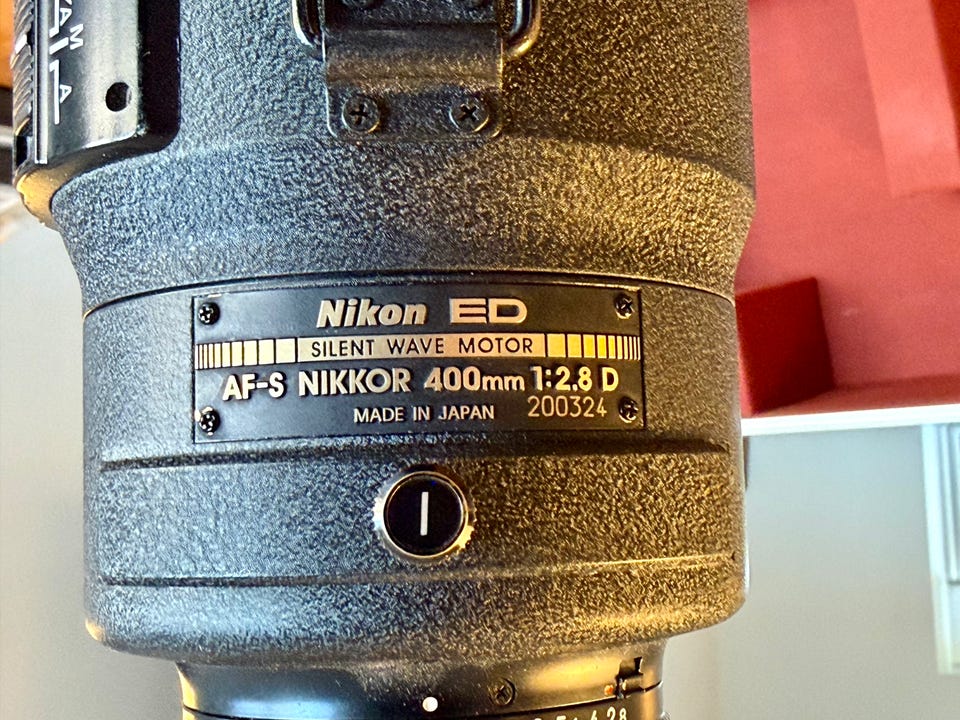 M
A
Nikon ED
SILENT WAVE MOTOR
AF-S NIKKOR 400mm 1:2.8 D
MADE IN JAPAN 200324